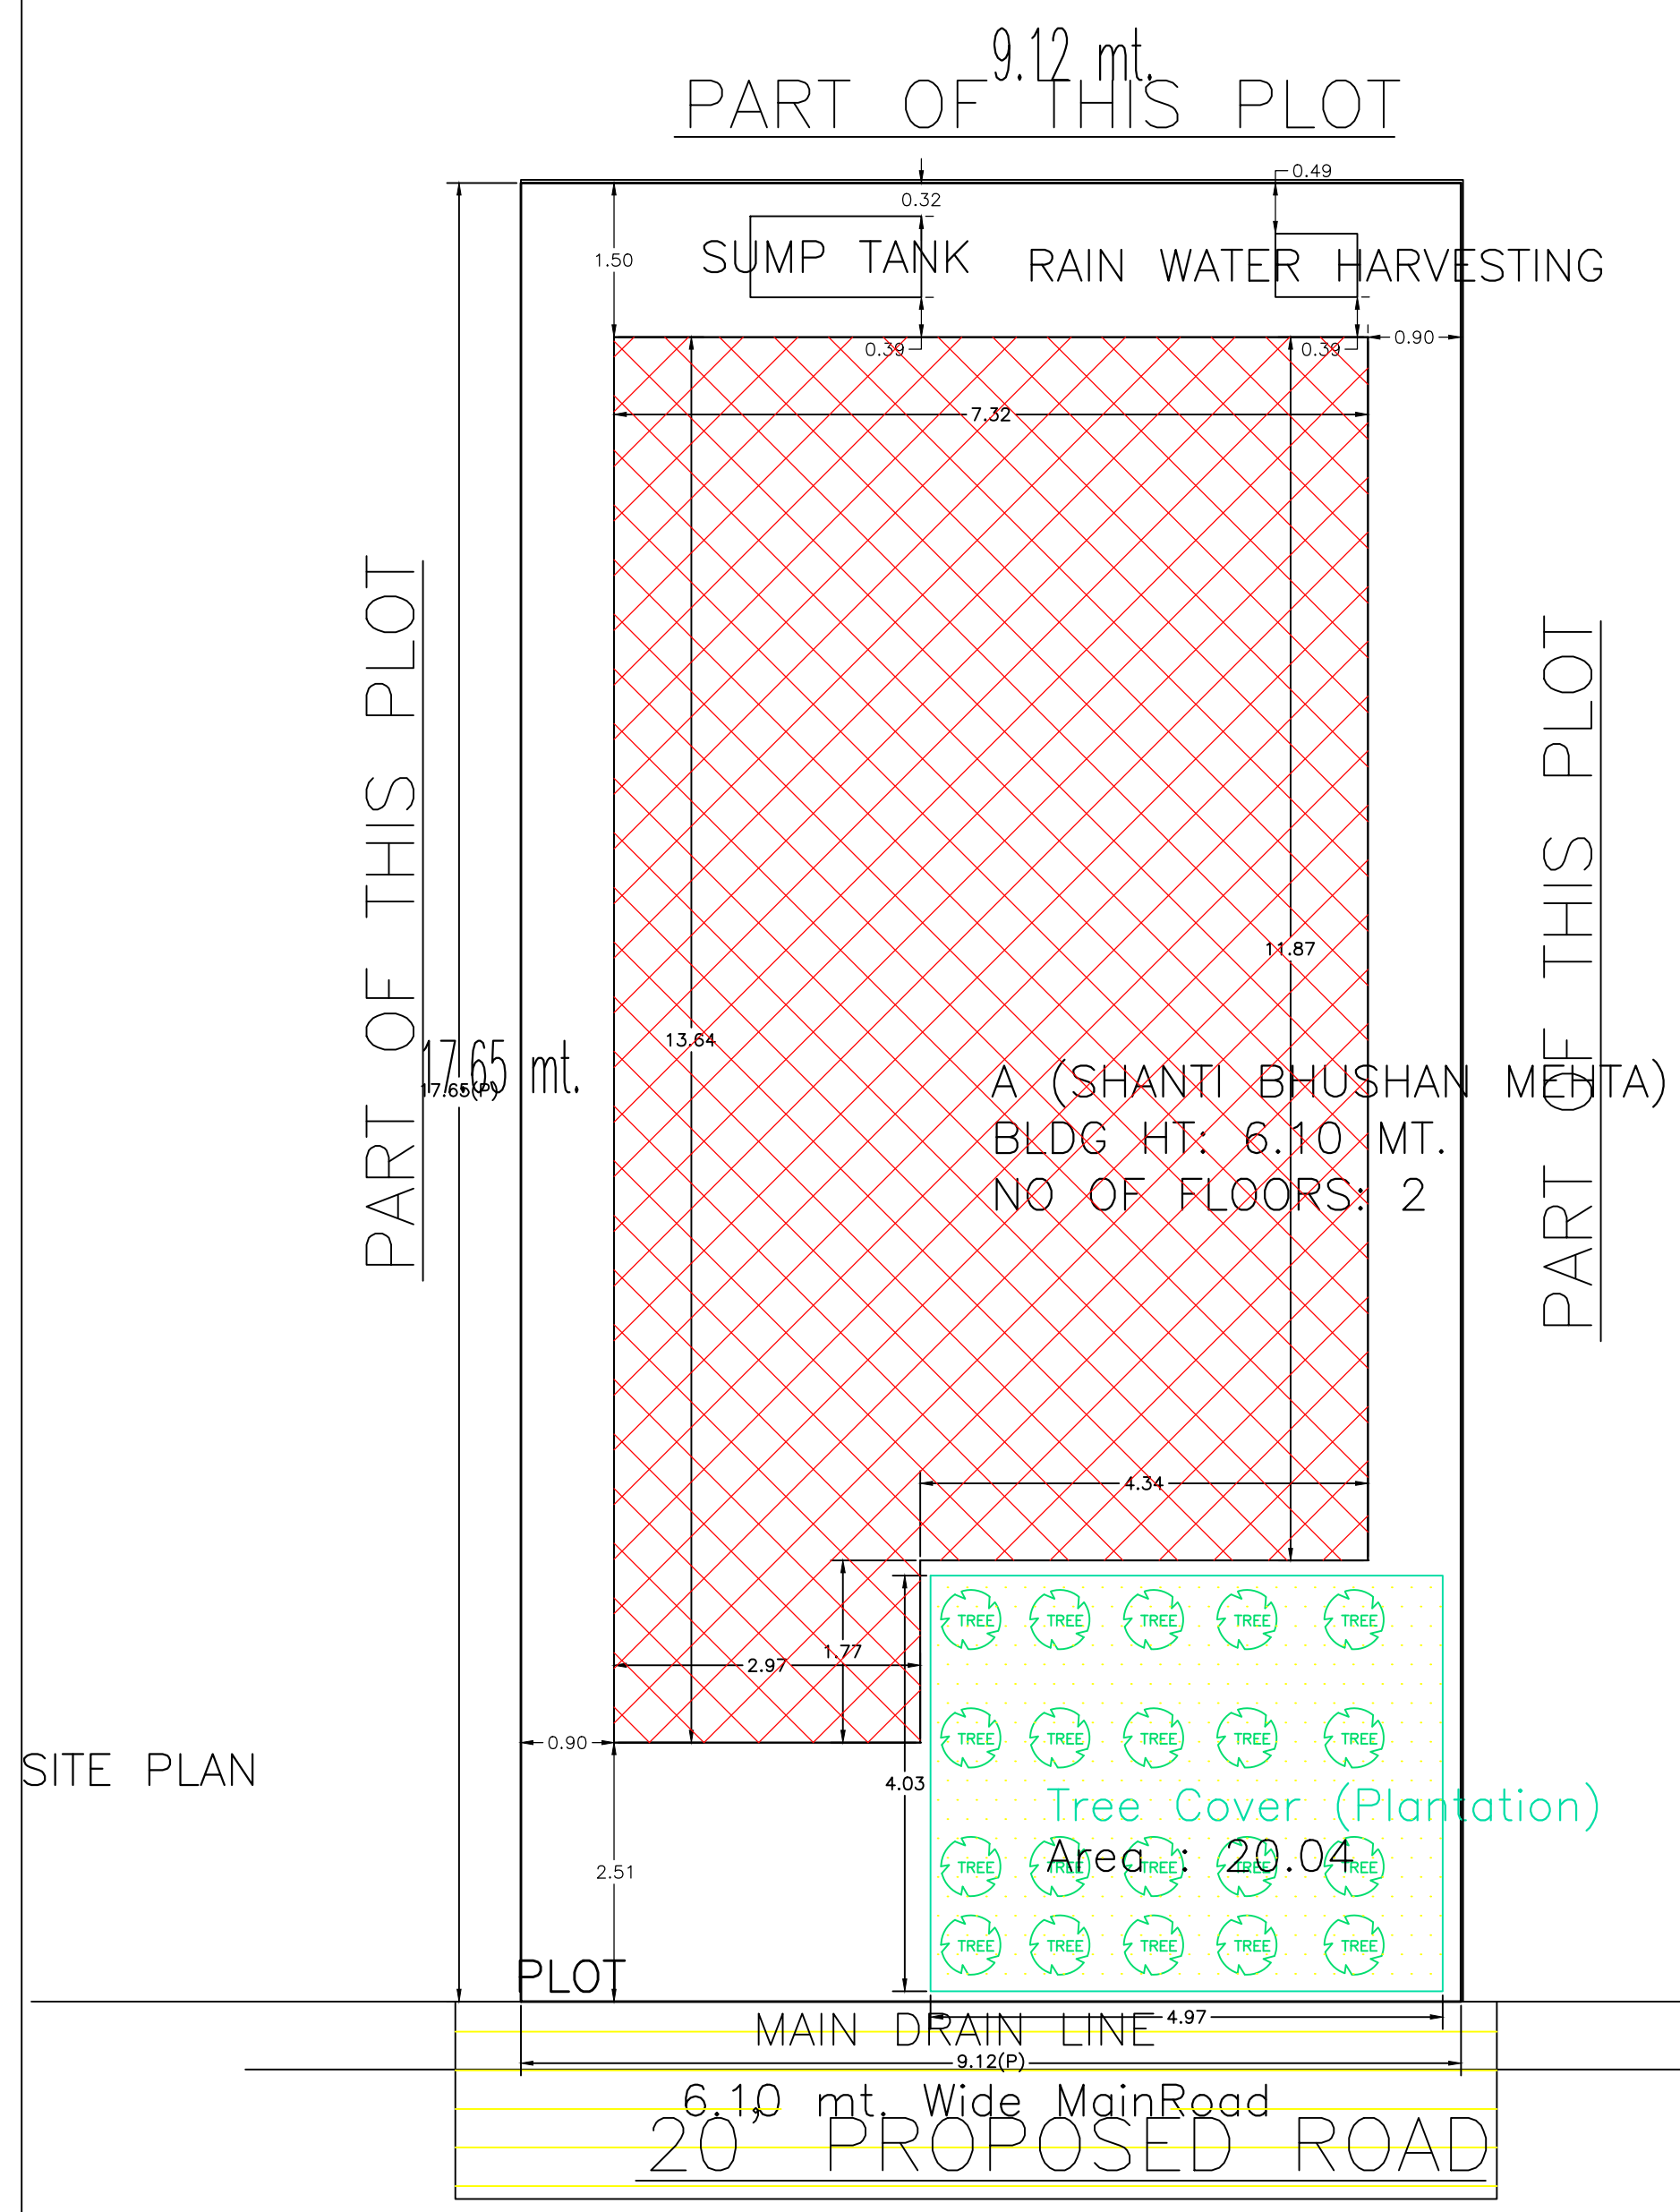 9.12 mt.
PART OF THIS PLOT
0.49
0.32
1.50
SUMP TANK
RAIN WATER HARVESTING
0.39
0.39
0.90
7.32
PART OF THIS PLOT
PART OF THIS PLOT
11.87
13.64
17.65 mt.
17.65(P)
A (SHANTI BHUSHAN MEHTA)
BLDG HT: 6.10 MT.
NO OF FLOORS: 2
4.34
TREE TREE TREE TREE TREE
1.77
2.97
TREE TREE TREE TREE TREE
0.90
SITE PLAN
4.03
Tree Cover (Plantation)
Area : 20.04
TREE TREE TREE TREE TREE
2.51
TREE TREE TREE TREE TREE
PLOT
4.97
MAIN DRAIN LINE
9.12(P)
6.10 mt. Wide MainRoad
20' PROPOSED ROAD